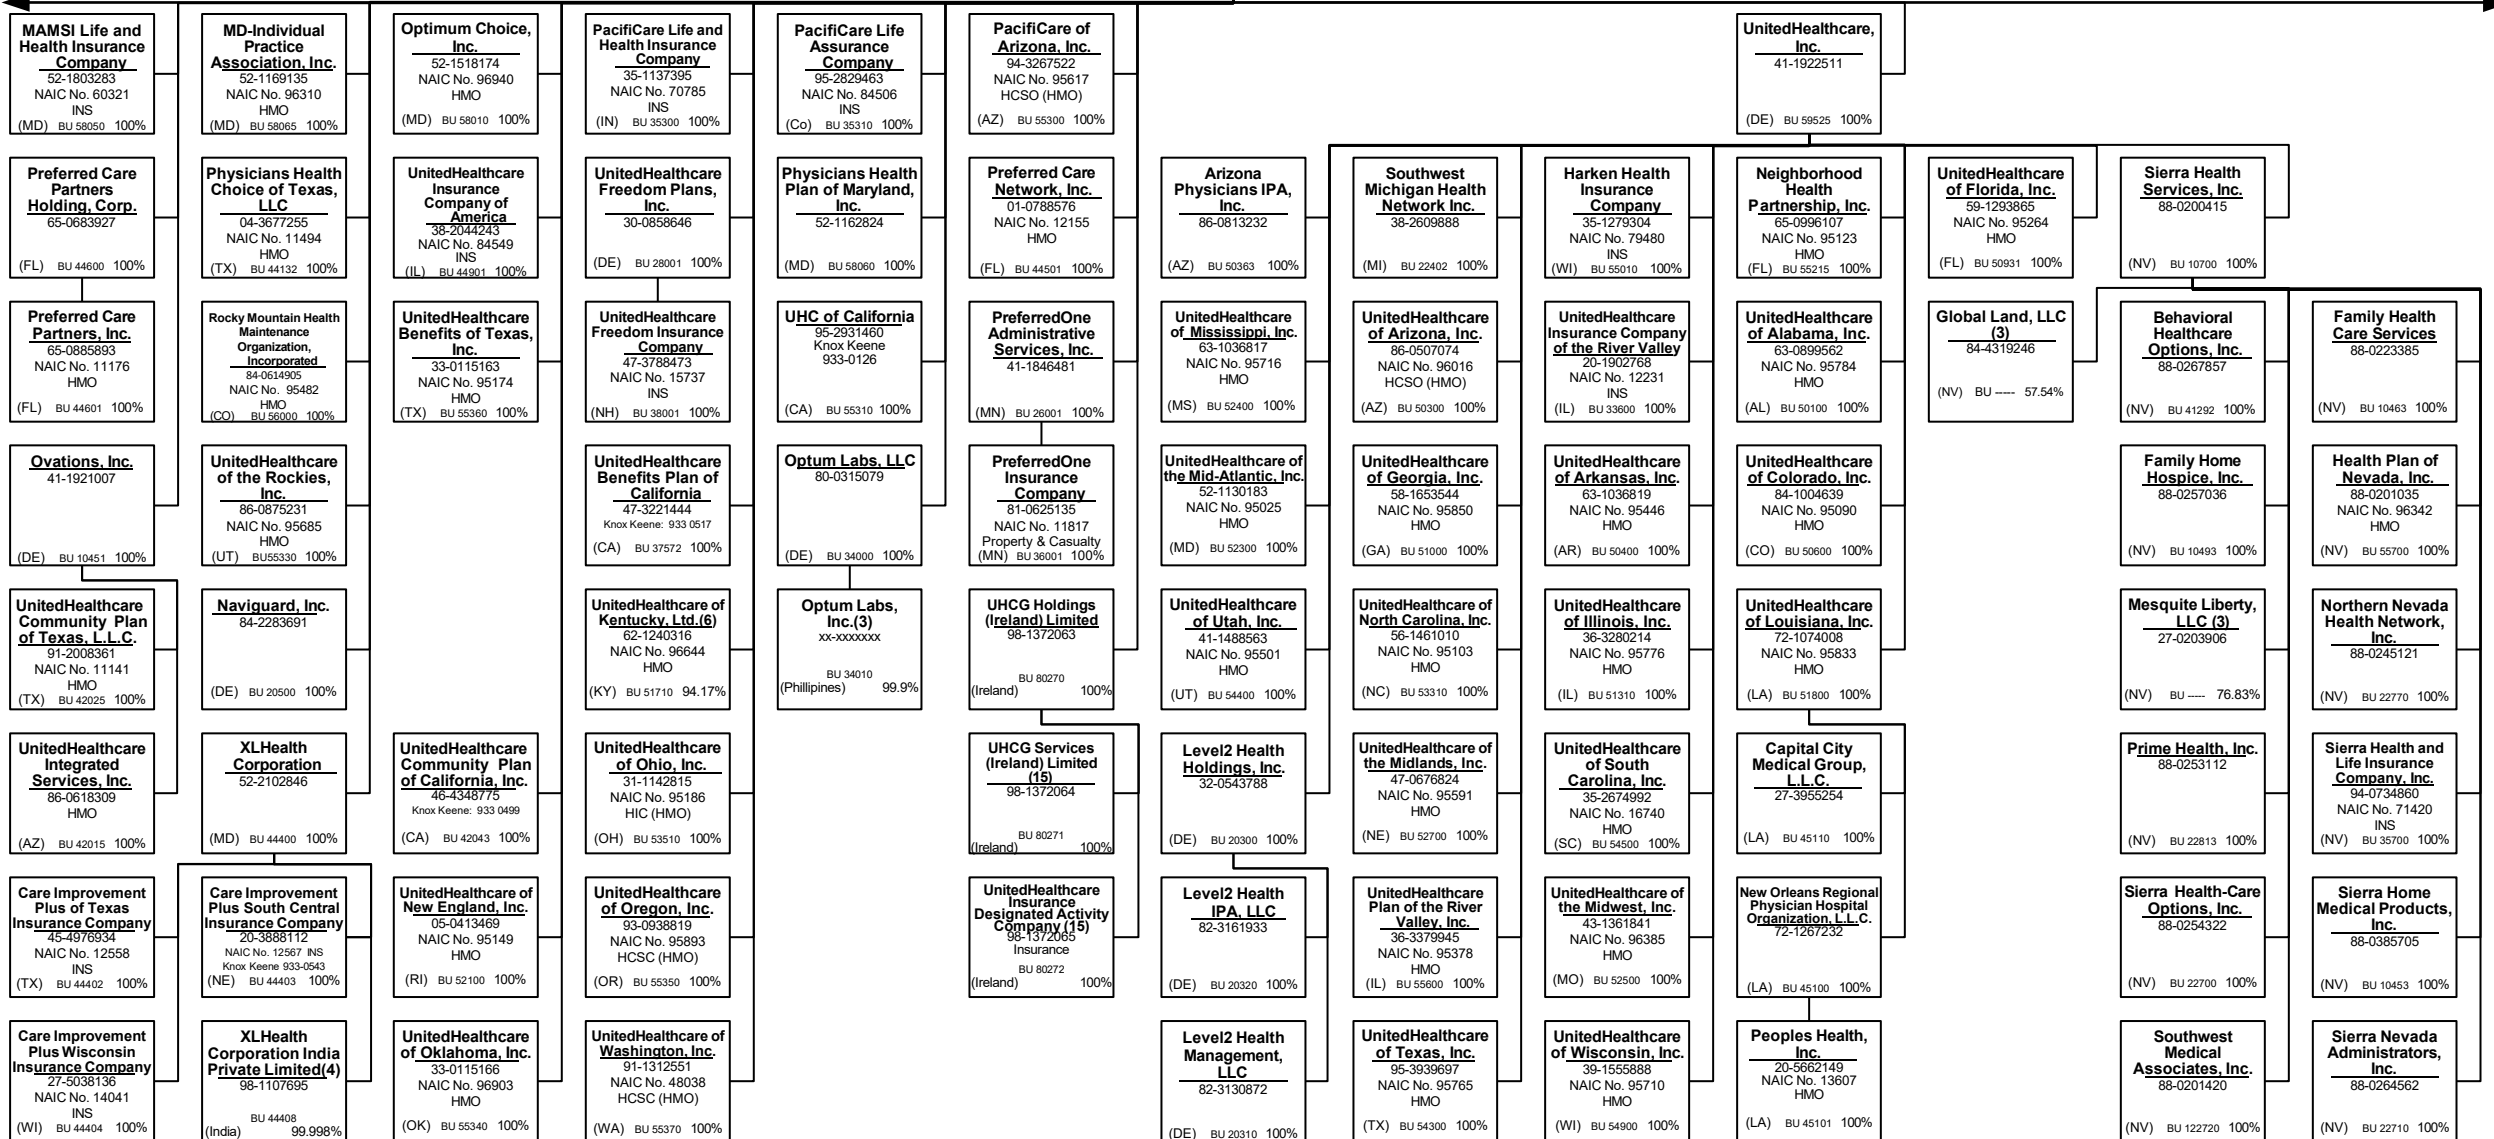 MAMSI Life and
Health Insurance
Company
52-1803283
NAIC No. 60321
INS
(MD) BU 58050 100%
MD-Individual
Practice
Association, Inc.
52-1169135
NAIC No. 96310
HMO
(MD) BU 58065 100%
Optimum Choice,
Inc.
52-1518174
NAIC No. 96940
HMO
(MD) BU 58010 100%
PacifiCare Life and
Health Insurance
Company
35-1137395
NAIC No. 70785
INS
(IN) BU 35300 100%
PacifiCare Life
Assurance
Company
95-2829463
NAIC No. 84506
INS
(Co) BU 35310 100%
PacifiCare of
Arizona, Inc.
94-3267522
NAIC No. 95617
HCSO (HMO)
(AZ) BU 55300 100%
UnitedHealthcare,
Inc.
41-1922511
(DE) BU 59525 100%
Preferred Care
Partners
Holding, Corp.
65-0683927
(FL) BU 44600 100%
Physicians Health
Choice of Texas,
LLC
04-3677255
NAIC No. 11494
HMO
(TX) BU 44132 100%
UnitedHealthcare
Insurance
Company of
America
38-2044243
NAIC No. 84549
INS
(IL) BU 44901 100%
UnitedHealthcare
Freedom Plans,
Inc.
30-0858646
(DE) BU 28001 100%
Physicians Health
Plan of Maryland,
Inc.
52-1162824
(MD) BU 58060 100%
Preferred Care
Network, Inc.
01-0788576
NAIC No. 12155
HMO
(FL) BU 44501 100%
Arizona
Physicians IPA,
Inc.
86-0813232
(AZ) BU 50363 100%
Southwest
Michigan Health
Network Inc.
38-2609888
(MI) BU 22402 100%
Harken Health
Insurance
Company
35-1279304
NAIC No. 79480
INS
(WI) BU 55010 100%
Neighborhood
Health
Partnership, Inc.
65-0996107
NAIC No. 95123
HMO
(FL) BU 55215 100%
UnitedHealthcare
of Florida, Inc.
59-1293865
NAIC No. 95264
HMO
(FL) BU 50931 100%
Sierra Health
Services, Inc.
88-0200415
(NV) BU 10700 100%
Preferred Care
Partners, Inc.
65-0885893
NAIC No. 11176
HMO
(FL) BU 44601 100%
Rocky Mountain Health
Maintenance
Organization,
Incorporated
84-0614905
NAIC No. 95482
HMO
(CO) BU 56000 100%
UnitedHealthcare
Benefits of Texas,
Inc.
33-0115163
NAIC No. 95174
HMO
(TX) BU 55360 100%
UnitedHealthcare
Freedom Insurance
Company
47-3788473
NAIC No. 15737
INS
(NH) BU 38001 100%
UHC of California
95-2931460
Knox Keene
933-0126
(CA) BU 55310 100%
PreferredOne
Administrative
Services, Inc.
41-1846481
(MN) BU 26001 100%
UnitedHealthcare
of Mississippi, Inc.
63-1036817
NAIC No. 95716
HMO
(MS) BU 52400 100%
UnitedHealthcare
of Arizona, Inc.
86-0507074
NAIC No. 96016
HCSO (HMO)
(AZ) BU 50300 100%
UnitedHealthcare
Insurance Company
of the River Valley
20-1902768
NAIC No. 12231
INS
(IL) BU 33600 100%
UnitedHealthcare
of Alabama, Inc.
63-0899562
NAIC No. 95784
HMO
(AL) BU 50100 100%
Global Land, LLC
(3)
84-4319246
(NV) BU ----- 57.54%
Behavioral
Healthcare
Options, Inc.
88-0267857
(NV) BU 41292 100%
Family Health
Care Services
88-0223385
(NV) BU 10463 100%
Ovations, Inc.
41-1921007
(DE) BU 10451 100%
UnitedHealthcare
of the Rockies,
Inc.
86-0875231
NAIC No. 95685
HMO
(UT) BU55330 100%
UnitedHealthcare
Benefits Plan of
California
47-3221444
Knox Keene: 933 0517
(CA) BU 37572 100%
Optum Labs, LLC
80-0315079
(DE) BU 34000 100%
PreferredOne
Insurance
Company
81-0625135
NAIC No. 11817
Property & Casualty
(MN) BU 36001 100%
UnitedHealthcare of
the Mid-Atlantic, Inc.
52-1130183
NAIC No. 95025
HMO
(MD) BU 52300 100%
UnitedHealthcare
of Georgia, Inc.
58-1653544
NAIC No. 95850
HMO
(GA) BU 51000 100%
UnitedHealthcare
of Arkansas, Inc.
63-1036819
NAIC No. 95446
HMO
(AR) BU 50400 100%
UnitedHealthcare
of Colorado, Inc.
84-1004639
NAIC No. 95090
HMO
(CO) BU 50600 100%
Family Home
Hospice, Inc.
88-0257036
(NV) BU 10493 100%
Health Plan of
Nevada, Inc.
88-0201035
NAIC No. 96342
HMO
(NV) BU 55700 100%
UnitedHealthcare
Community Plan
of Texas, L.L.C.
91-2008361
NAIC No. 11141
HMO
(TX) BU 42025 100%
Naviguard, Inc.
84-2283691
(DE) BU 20500 100%
UnitedHealthcare of
Kentucky, Ltd.(6)
62-1240316
NAIC No. 96644
HMO
(KY) BU 51710 94.17%
Optum Labs,
Inc.(3)
xx-xxxxxxx
BU 34010
(Phillipines) 99.9%
UHCG Holdings
(Ireland) Limited
98-1372063
BU 80270
(Ireland) 100%
UnitedHealthcare
of Utah, Inc.
41-1488563
NAIC No. 95501
HMO
(UT) BU 54400 100%
UnitedHealthcare of
North Carolina, Inc.
56-1461010
NAIC No. 95103
HMO
(NC) BU 53310 100%
UnitedHealthcare
of Illinois, Inc.
36-3280214
NAIC No. 95776
HMO
(IL) BU 51310 100%
UnitedHealthcare
of Louisiana, Inc.
72-1074008
NAIC No. 95833
HMO
(LA) BU 51800 100%
Mesquite Liberty,
LLC (3)
27-0203906
(NV) BU ----- 76.83%
Northern Nevada
Health Network,
Inc.
88-0245121
(NV) BU 22770 100%
UnitedHealthcare
Integrated
Services, Inc.
86-0618309
HMO
(AZ) BU 42015 100%
XLHealth
Corporation
52-2102846
(MD) BU 44400 100%
UnitedHealthcare
Community Plan
of California, Inc.
46-4348775
Knox Keene: 933 0499
(CA) BU 42043 100%
UnitedHealthcare
of Ohio, Inc.
31-1142815
NAIC No. 95186
HIC (HMO)
(OH) BU 53510 100%
UHCG Services
(Ireland) Limited
(15)
98-1372064
BU 80271
(Ireland) 100%
Level2 Health
Holdings, Inc.
32-0543788
(DE) BU 20300 100%
UnitedHealthcare of
the Midlands, Inc.
47-0676824
NAIC No. 95591
HMO
(NE) BU 52700 100%
UnitedHealthcare
of South
Carolina, Inc.
35-2674992
NAIC No. 16740
HMO
(SC) BU 54500 100%
Capital City
Medical Group,
L.L.C.
27-3955254
(LA) BU 45110 100%
Prime Health, Inc.
88-0253112
(NV) BU 22813 100%
Sierra Health and
Life Insurance
Company, Inc.
94-0734860
NAIC No. 71420
INS
(NV) BU 35700 100%
Care Improvement
Plus of Texas
Insurance Company
45-4976934
NAIC No. 12558
INS
(TX) BU 44402 100%
Care Improvement
Plus South Central
Insurance Company
20-3888112
NAIC No. 12567 INS
Knox Keene 933-0543
(NE) BU 44403 100%
UnitedHealthcare of
New England, Inc.
05-0413469
NAIC No. 95149
HMO
(RI) BU 52100 100%
UnitedHealthcare
of Oregon, Inc.
93-0938819
NAIC No. 95893
HCSC (HMO)
(OR) BU 55350 100%
UnitedHealthcare
Insurance
Designated Activity
Company (15)
98-1372065
Insurance
BU 80272
(Ireland) 100%
Level2 Health
IPA, LLC
82-3161933
(DE) BU 20320 100%
UnitedHealthcare
Plan of the River
Valley, Inc.
36-3379945
NAIC No. 95378
HMO
(IL) BU 55600 100%
UnitedHealthcare of
the Midwest, Inc.
43-1361841
NAIC No. 96385
HMO
(MO) BU 52500 100%
New Orleans Regional
Physician Hospital
Organization, L.L.C.
72-1267232
(LA) BU 45100 100%
Sierra Health-Care
Options, Inc.
88-0254322
(NV) BU 22700 100%
Sierra Home
Medical Products,
Inc.
88-0385705
(NV) BU 10453 100%
Care Improvement
Plus Wisconsin
Insurance Company
27-5038136
NAIC No. 14041
INS
(WI) BU 44404 100%
XLHealth
Corporation India
Private Limited(4)
98-1107695
BU 44408
(India) 99.998%
UnitedHealthcare
of Oklahoma, Inc.
33-0115166
NAIC No. 96903
HMO
(OK) BU 55340 100%
UnitedHealthcare of
Washington, Inc.
91-1312551
NAIC No. 48038
HCSC (HMO)
(WA) BU 55370 100%
Level2 Health
Management,
LLC
82-3130872
(DE) BU 20310 100%
UnitedHealthcare
of Texas, Inc.
95-3939697
NAIC No. 95765
HMO
(TX) BU 54300 100%
UnitedHealthcare
of Wisconsin, Inc.
39-1555888
NAIC No. 95710
HMO
(WI) BU 54900 100%
Peoples Health,
Inc.
20-5662149
NAIC No. 13607
HMO
(LA) BU 45101 100%
Southwest
Medical
Associates, Inc.
88-0201420
(NV) BU 122720 100%
Sierra Nevada
Administrators,
Inc.
88-0264562
(NV) BU 22710 100%